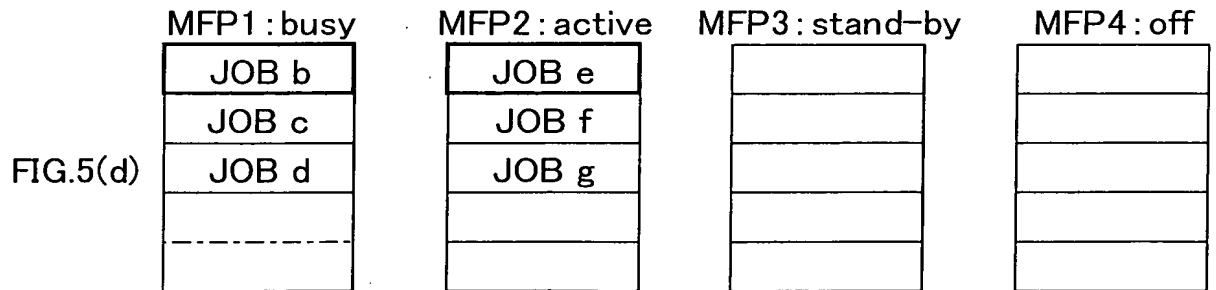 MFP1:busy MFP2:active MFP3:stand-by MFP4:off
JOB b JOB e
JOB c JOB f
FIG.5(d) JOB d JOB g